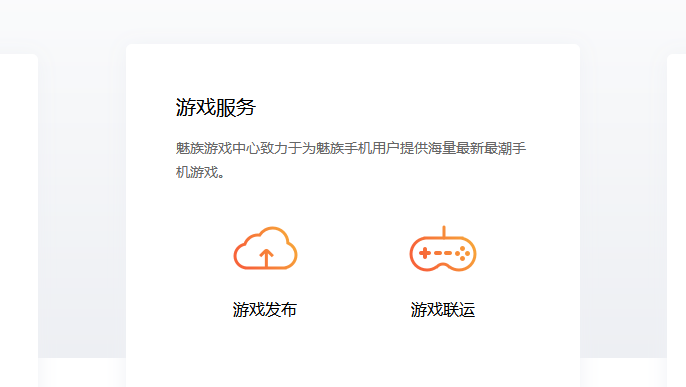 游戏服务
魅族游戏中心致力于为魅族手机用户提供海量最新最潮手
机游戏。
游戏发布
游戏联运